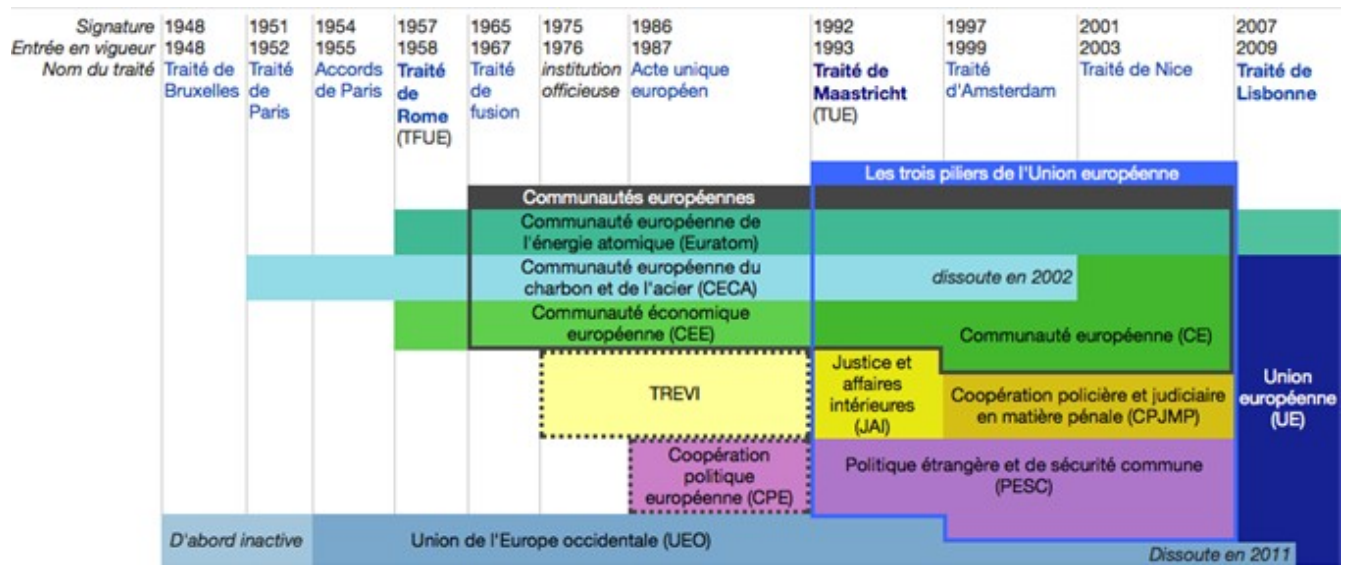 Signature 1948 1951 1954 1957 1965 1975 1986 1992 1997 2001 2007
Entrée en vigueur 1948 1952 1955 1958 1967 1976 1987 1993 1999 2003 2009
Nom du traité Traité de Traité Accords Traité Traité institution Acte unique Traité de Traité Traité de Nice Traité de
Bruxelles de de Paris de de officieuse européen Maastricht d'Amsterdam Lisbonne
Paris Rome fusion (TUE)
(TFUE)
Les trois piliers de l'Union européenne
Communautés européennes
Communauté européenne de
l'énergie atomique (Euratom)
Communauté européenne du
charbon et de l'acier (CECA)
dissoute en 2002
Communauté économique
européenne (CEE)
Communauté européenne (CE)
TREVI
Justice et
affaires
intérieures
(JAI)
Coopération policière et judiciaire
en matière pénale (CPJMP)
Union
européenne
(UE)
Coopération
politique
européenne (CPE)
Politique étrangère et de sécurité commune
(PESC)
D'abord inactive
Union de l'Europe occidentale (UEO)
Dissoute en 2011